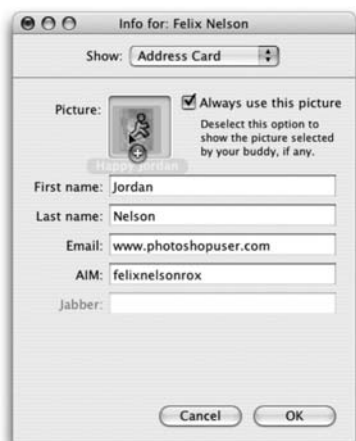 Info for: Felix Nelson
Show: Address Card
Picture:
Always use this picture
Deselect this option to
show the picture selected
by your buddy, if any.
Happy Jordan
First name: Jordan
Last name: Nelson
Email: www.photoshopuser.com
AIM: felixnelsonrox
Jabber:
Cancel OK